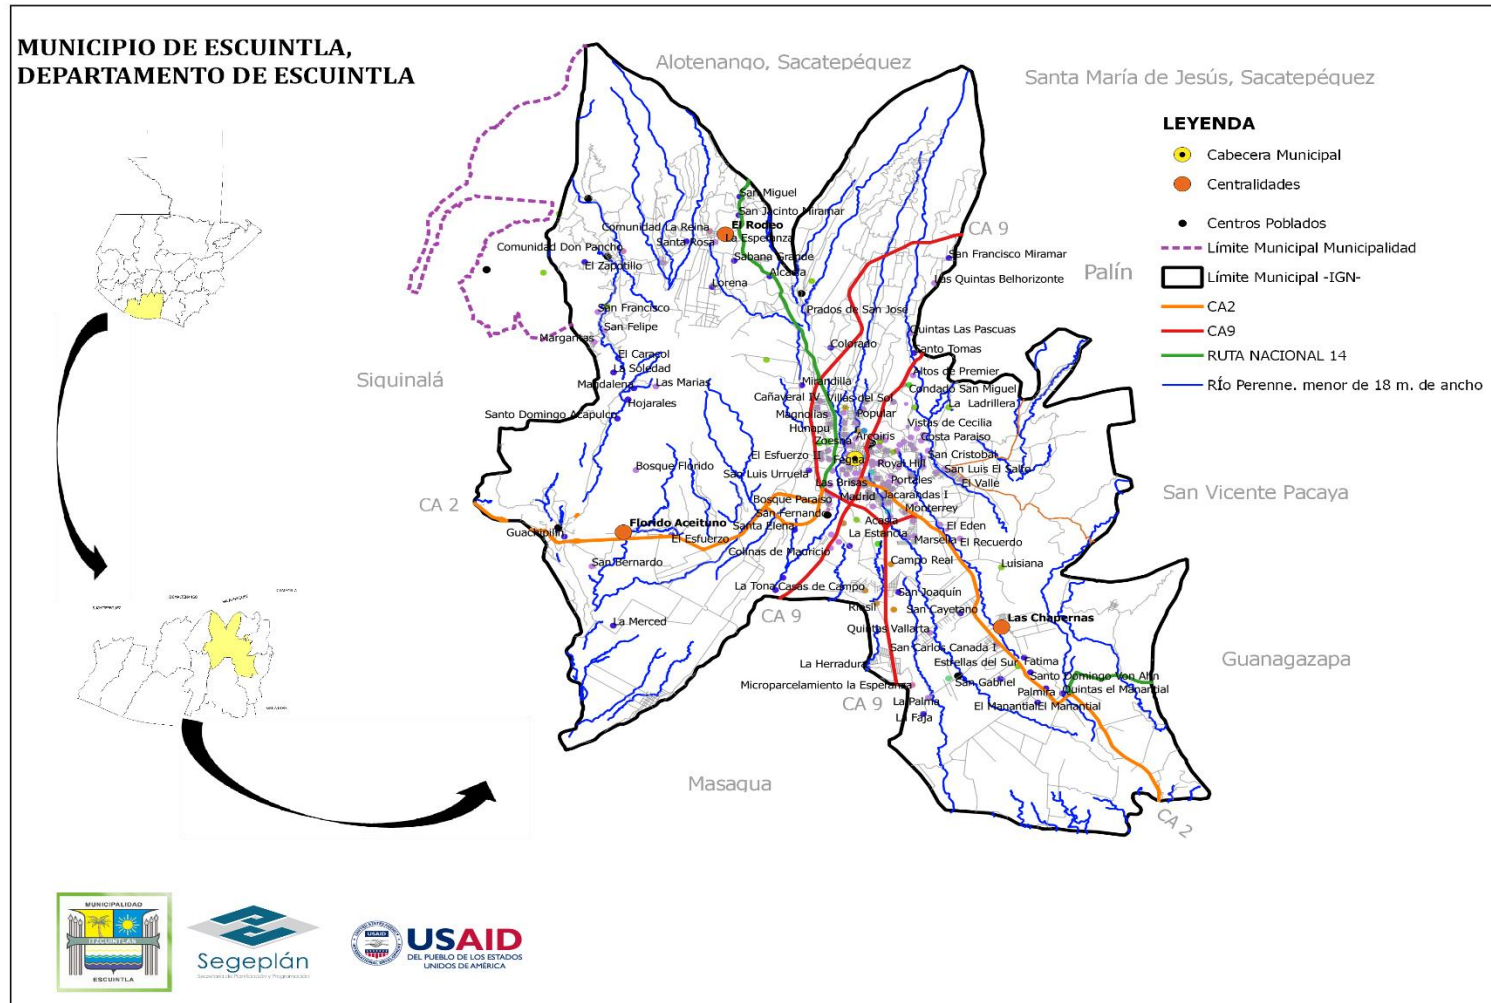 MUNICIPIO DE ESCUINTLA,
DEPARTAMENTO DE ESCUINTLA
Alotenango, Sacatepéquez
Santa María de Jesús, Sacatepéquez
LEYENDA
Cabecera Municipal
Centralidades
Centros Poblados
Límite Municipal Municipalidad
Límite Municipal -IGN-
CA2
CA9
RUTA NACIONAL 14
RÍo Perenne. menor de 18 m. de ancho
San Miguel
San Jacinto Miramar
Comunidad La Reina
El Rodeo
Santa Rosa
La Esperanza
CA 9
Comunidad Don Pancho
Sabana Grande
San Francisco Miramar
El Zapotillo
Alcadia
Palín
Lorena
Las Quintas Belhorizonte
San Francisco
Prados de San José
San Felipe
Quintas Las Pascuas
Margaritas
Colorado
Santo Tomas
El Caracol
La Soledad
Altos de Premier
Siquinalá
Magdalena
Las Marias
Mirandilla
Condado San Miguel
Cañaveral IV
Villas del Sol
La Ladrillera
Hojarales
Santo Domingo Acapulco
Magnolias
Popular
Vistas de Cecilia
Hunapú
Arcoiris
Costa Paraiso
Zoesna
El Esfuerzo II
Fegua
San Cristobal
Bosque Florido
San Luis Urruela
Royal Hill
San Luis El Salto
Las Brisas
Portales
El Valle
CA 2
Bosque Paraiso
Madrid
Jacarandas I
San Vicente Pacaya
San Fernando
Monterrey
Florido Aceituno
Santa Elena
Acasia
El Eden
Guachipilin
El Esfuerzo
La Estancia
Marsella
El Recuerdo
Colinas de Mauricio
San Bernardo
Campo Real
Luisiana
La Tona
Casas de Campo
San Joaquín
CA 9
Riosil
San Cayetano
Las Chapernas
La Merced
Quintas Vallarta
San Carlos Canada I
Guanagazapa
La Herradura
Estrellas del Sur
Fatima
Santo Domingo Von Ahn
Microparcelamiento la Esperanza
San Gabriel
Palmira
Quintas el Manantial
CA 9
La Palma
El Manantial
El Manantial
La Faja
Masagua
CA 2
MUNICIPALIDAD
ITZCUINTLAN
ESCUINTLA
Segeplán
USAID
DEL PUEBLO DE LOS ESTADOS
UNIDOS DE AMÉRICA